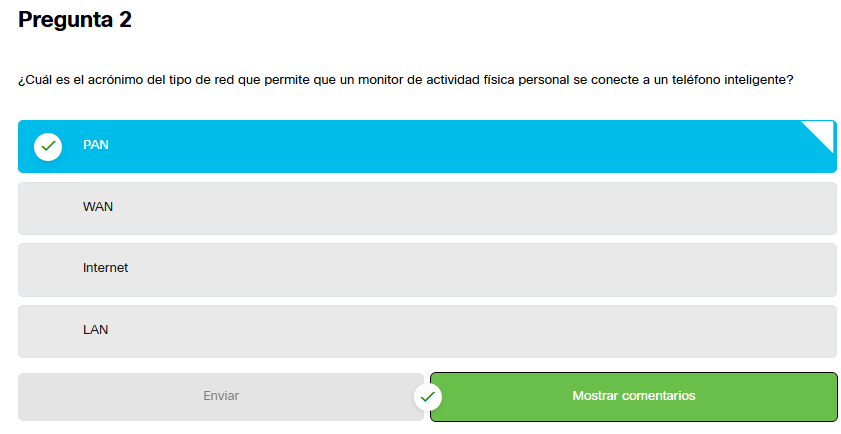 Pregunta 2
¿Cuál es el acrónimo del tipo de red que permite que un monitor de actividad física personal se conecte a un teléfono inteligente?
PAN
WAN
Internet
LAN
Enviar
Mostrar comentarios